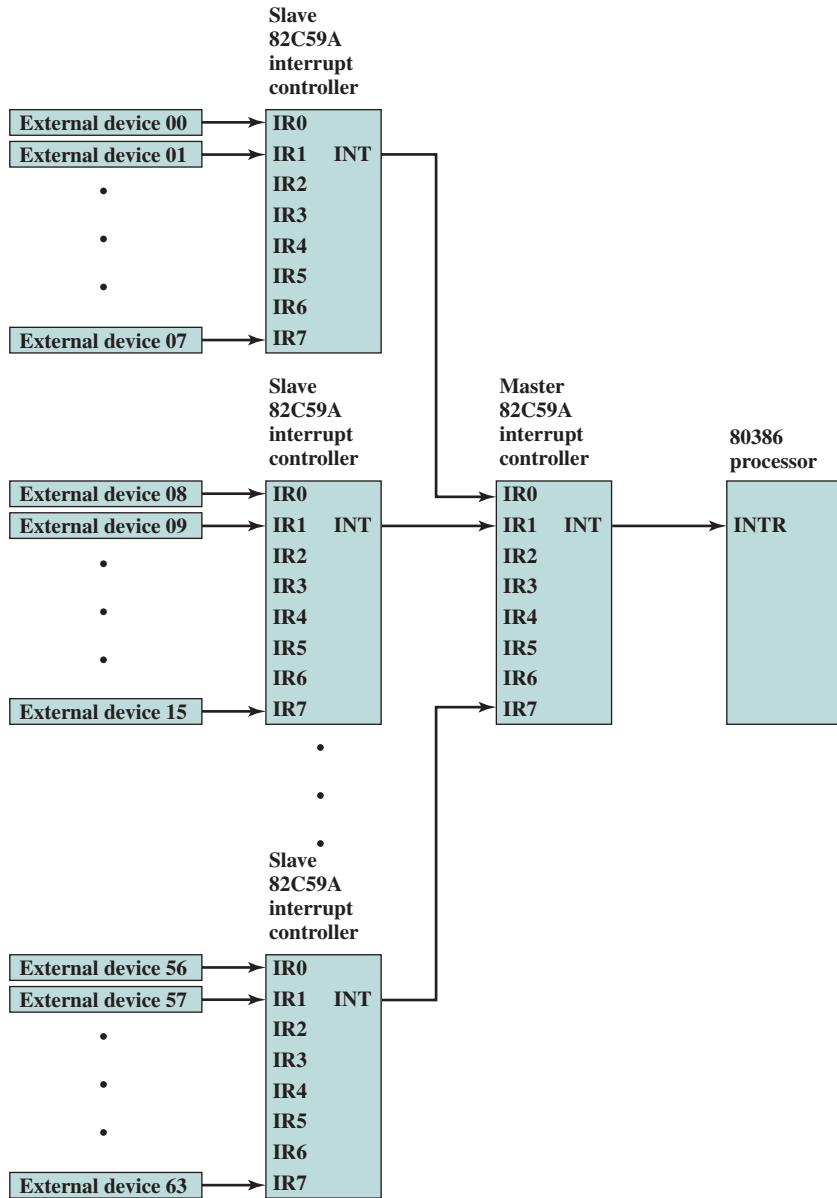 Slave
82C59A
interrupt
controller
External device 00
IR0
External device 01
IR1 INT
IR2
IR3
IR4
IR5
IR6
External device 07
IR7
Slave
82C59A
interrupt
controller
Master
82C59A
interrupt
controller
80386
processor
External device 08
IR0
IR0
External device 09
IR1 INT
IR1 INT
INTR
IR2
IR2
IR3
IR3
IR4
IR4
IR5
IR5
IR6
IR6
External device 15
IR7
IR7
Slave
82C59A
interrupt
controller
External device 56
IR0
External device 57
IR1 INT
IR2
IR3
IR4
IR5
IR6
External device 63
IR7